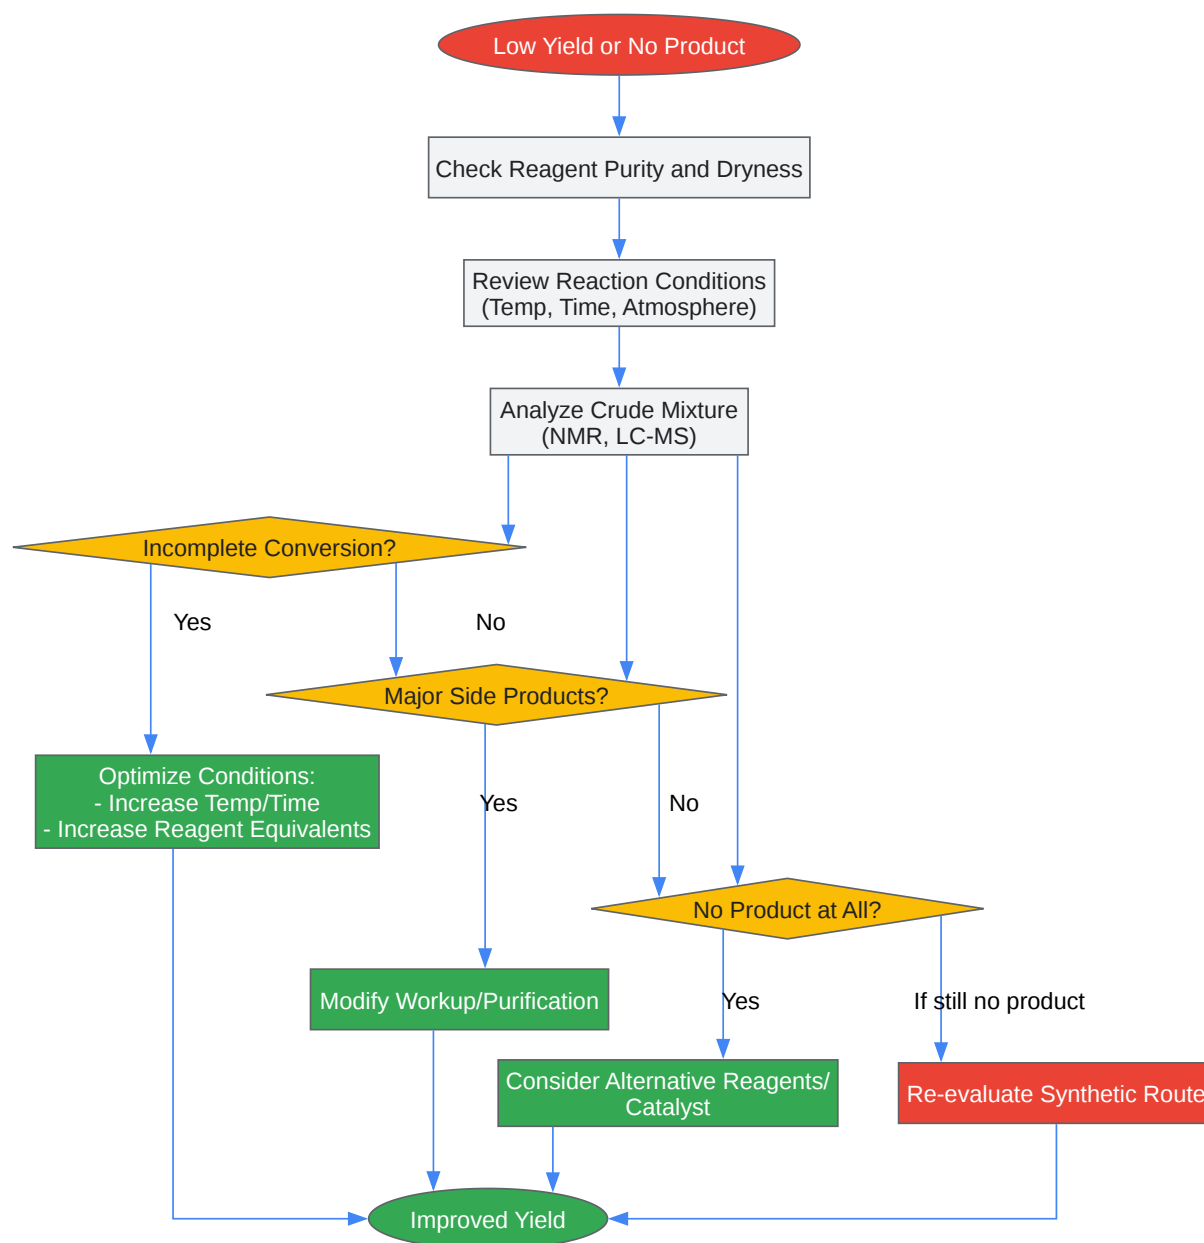 Low Yield or No Product
Check Reagent Purity and Dryness
Review Reaction Conditions
(Temp, Time, Atmosphere)
Analyze Crude Mixture
(NMR, LC-MS)
Incomplete Conversion?
Yes
No
Major Side Products?
Optimize Conditions:
- Increase Temp/Time
- Increase Reagent Equivalents
Yes
No
No Product at All?
Modify Workup/Purification
Yes
If still no product
Consider Alternative Reagents/
Catalyst
Re-evaluate Synthetic Route
Improved Yield